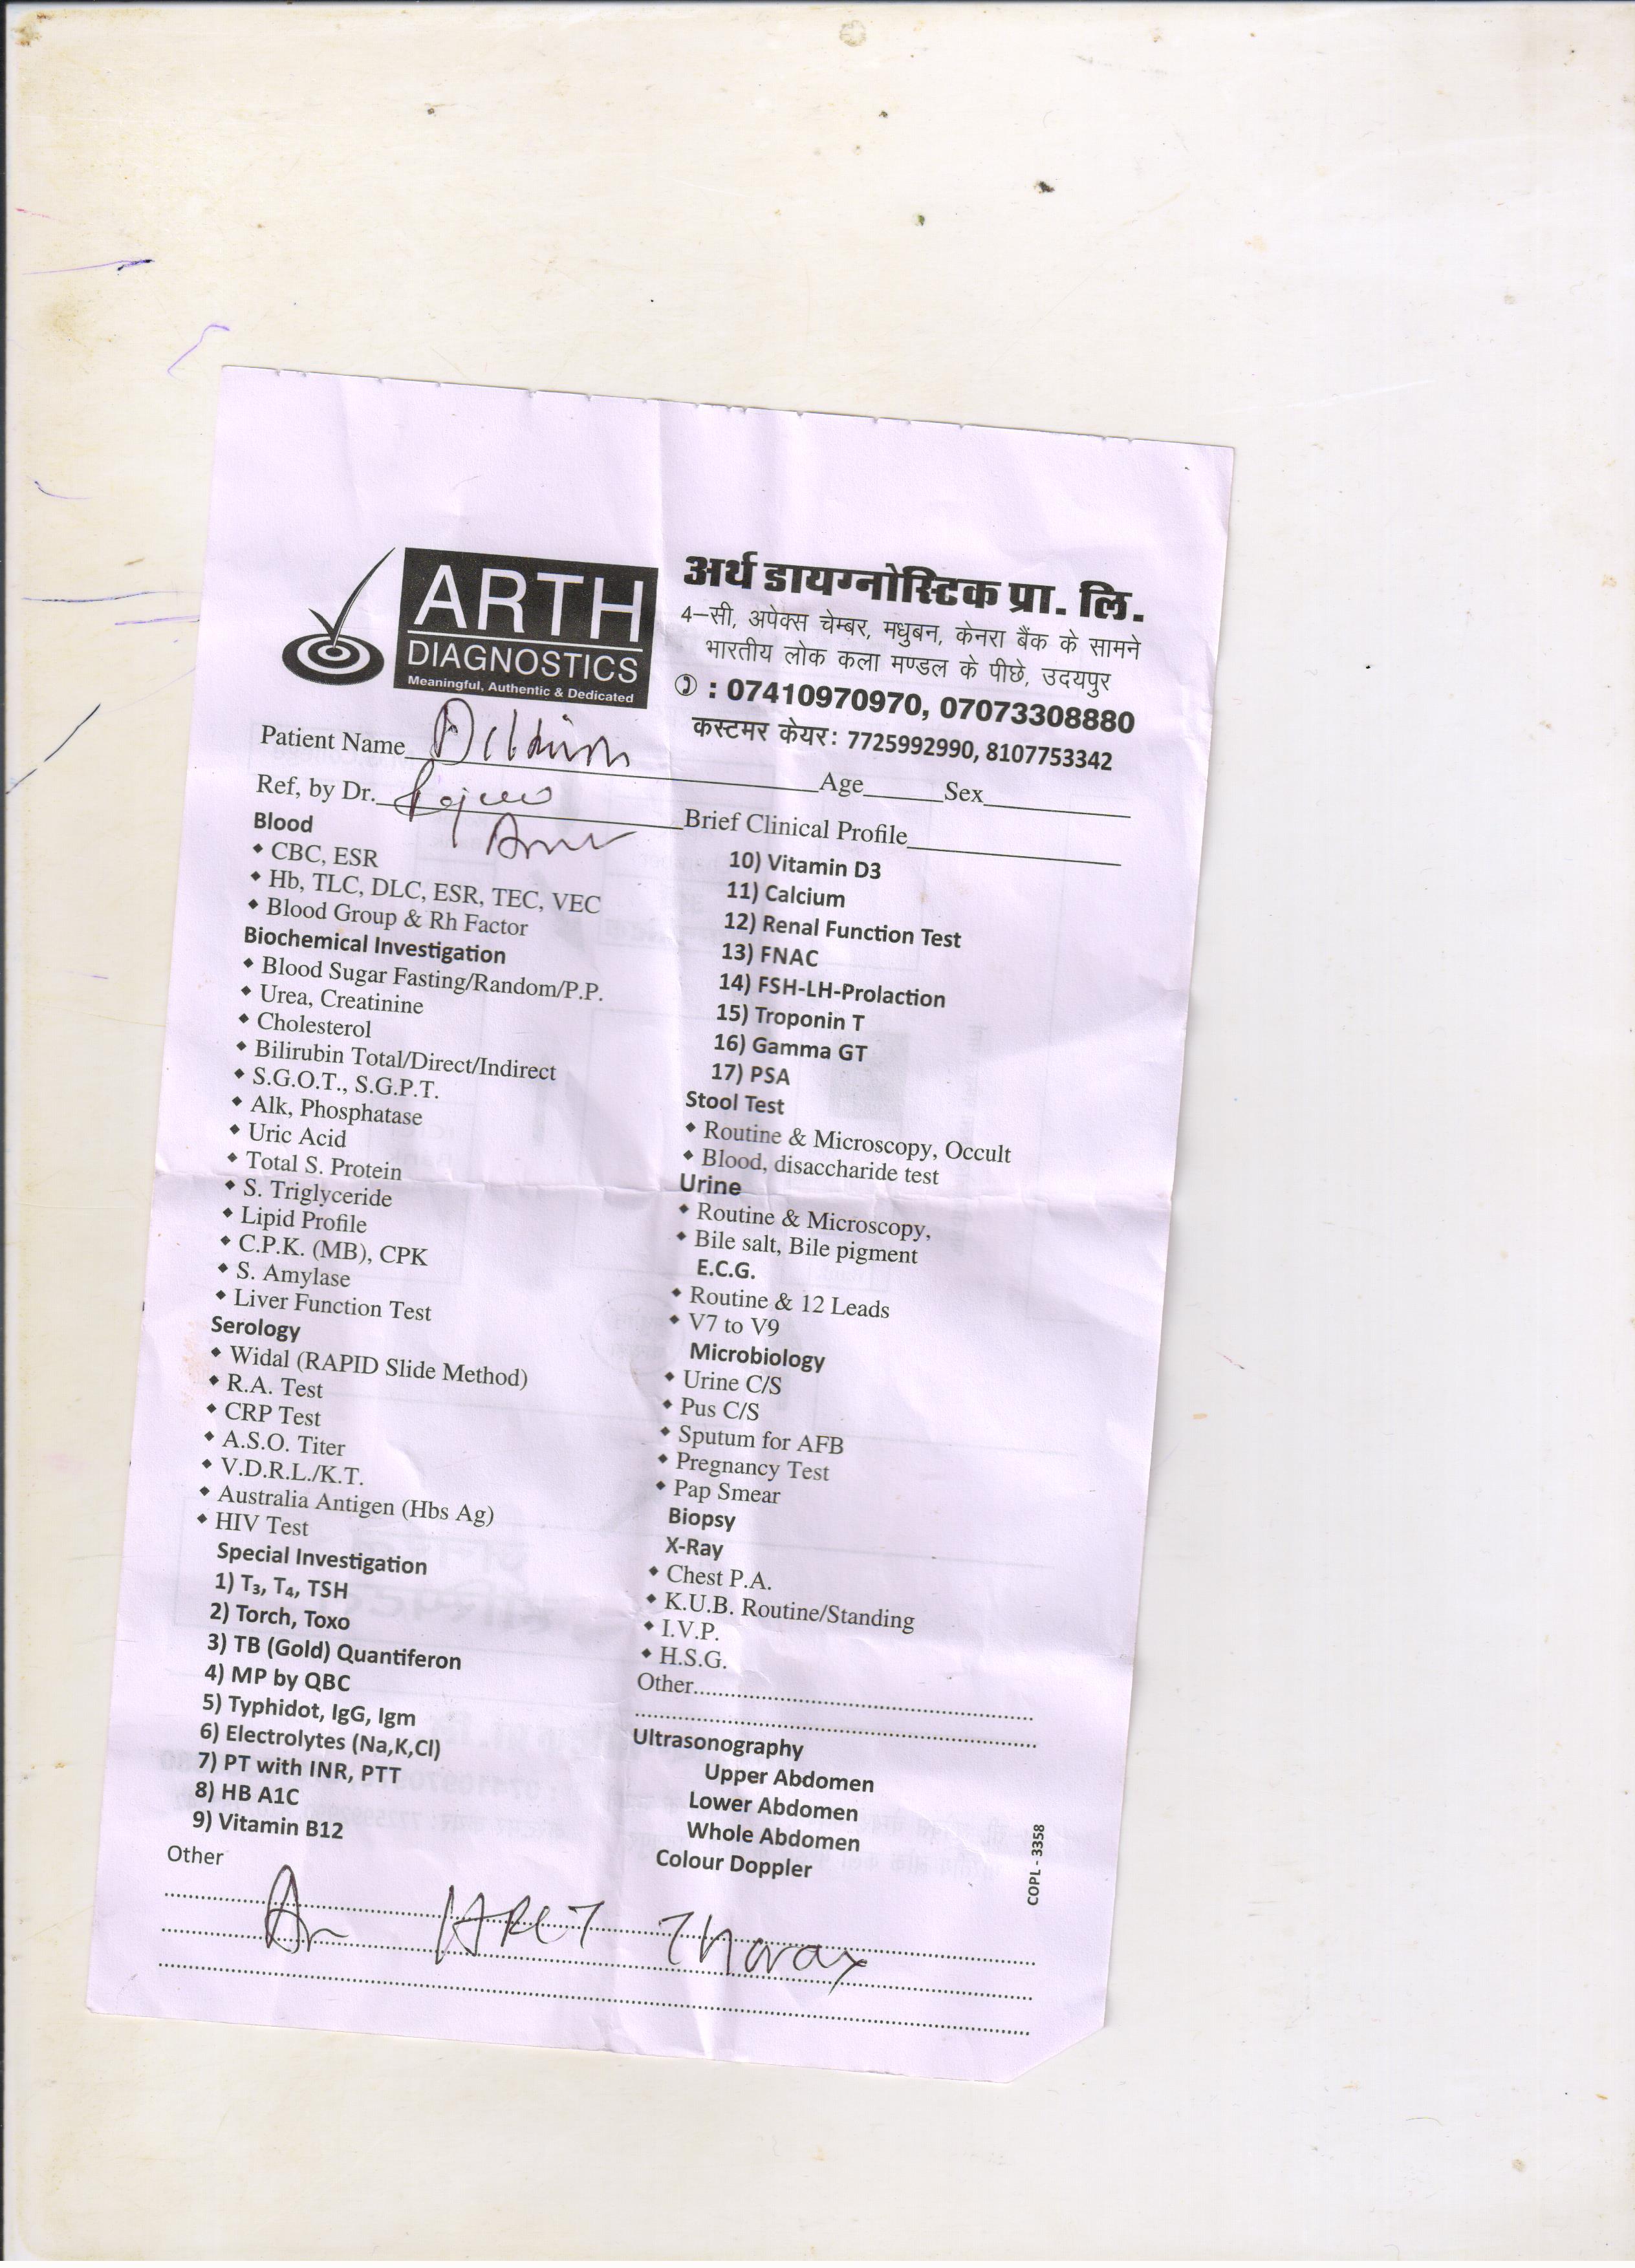 ARTH
DIAGNOSTICS
Meaningful, Authentic & Dedicated
अर्थ डायग्नोस्टिक प्रा. लि.
4-सी, अपेक्स चेम्बर, मधुबन, केनरा बैंक के सामने
भारतीय लोक कला मण्डल के पीछे, उदयपुर
: 07410970970, 07073308880
कस्टमर केयर: 7725992990, 8107753342
Patient Name Age Sex
Ref, by Dr. Brief Clinical Profile
Blood
• CBC, ESR
• Hb, TLC, DLC, ESR, TEC, VEC
• Blood Group & Rh Factor
Biochemical Investigation
• Blood Sugar Fasting/Random/P.P.
• Urea, Creatinine
• Cholesterol
• Bilirubin Total/Direct/Indirect
• S.G.O.T., S.G.P.T.
• Alk, Phosphatase
• Uric Acid
• Total S. Protein
• S. Triglyceride
• Lipid Profile
• C.P.K. (MB), CPK
• S. Amylase
• Liver Function Test
Serology
• Widal (RAPID Slide Method)
• R.A. Test
• CRP Test
• A.S.O. Titer
• V.D.R.L./K.T.
• Australia Antigen (Hbs Ag)
• HIV Test
Special Investigation
1) T₃, T₄, TSH
2) Torch, Toxo
3) TB (Gold) Quantiferon
4) MP by QBC
5) Typhidot, IgG, Igm
6) Electrolytes (Na,K,Cl)
7) PT with INR, PTT
8) HB A1C
9) Vitamin B12
10) Vitamin D3
11) Calcium
12) Renal Function Test
13) FNAC
14) FSH-LH-Prolaction
15) Troponin T
16) Gamma GT
17) PSA
Stool Test
• Routine & Microscopy, Occult
• Blood, disaccharide test
Urine
• Routine & Microscopy,
• Bile salt, Bile pigment
E.C.G.
• Routine & 12 Leads
• V7 to V9
Microbiology
• Urine C/S
• Pus C/S
• Sputum for AFB
• Pregnancy Test
• Pap Smear
Biopsy
X-Ray
• Chest P.A.
• K.U.B. Routine/Standing
• I.V.P.
• H.S.G.
Other
Ultrasonography
Upper Abdomen
Lower Abdomen
Whole Abdomen
Colour Doppler
COPL - 3358
Other
HRCT Thorax